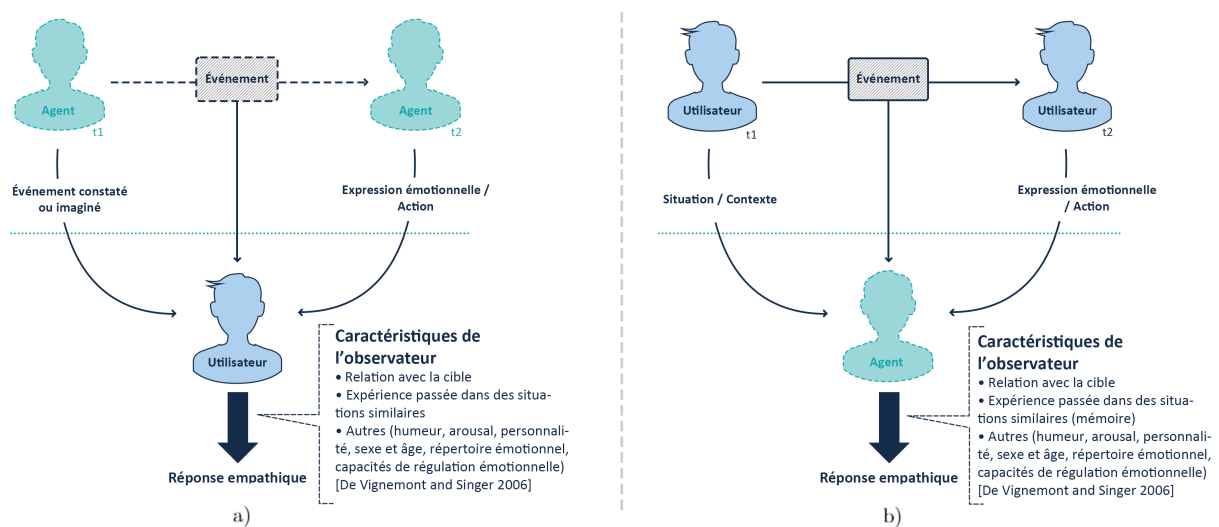 Événement
Agent
t1
Agent
t2
Événement constaté
ou imaginé
Expression émotionnelle /
Action
Utilisateur
Caractéristiques de
l'observateur
• Relation avec la cible
• Expérience passée dans des situa-
tions similaires
• Autres (humeur, arousal, personnali-
té, sexe et âge, répertoire émotionnel,
capacités de régulation émotionnelle)
[De Vignemont and Singer 2006]
Réponse empathique
a)
Événement
Utilisateur
t1
Utilisateur
t2
Situation / Contexte
Expression émotionnelle
/ Action
Agent
Caractéristiques de
l'observateur
• Relation avec la cible
• Expérience passée dans des situa-
tions similaires (mémoire)
• Autres (humeur, arousal, personnali-
té, sexe et âge, répertoire émotionnel,
capacités de régulation émotionnelle)
[De Vignemont and Singer 2006]
Réponse empathique
b)